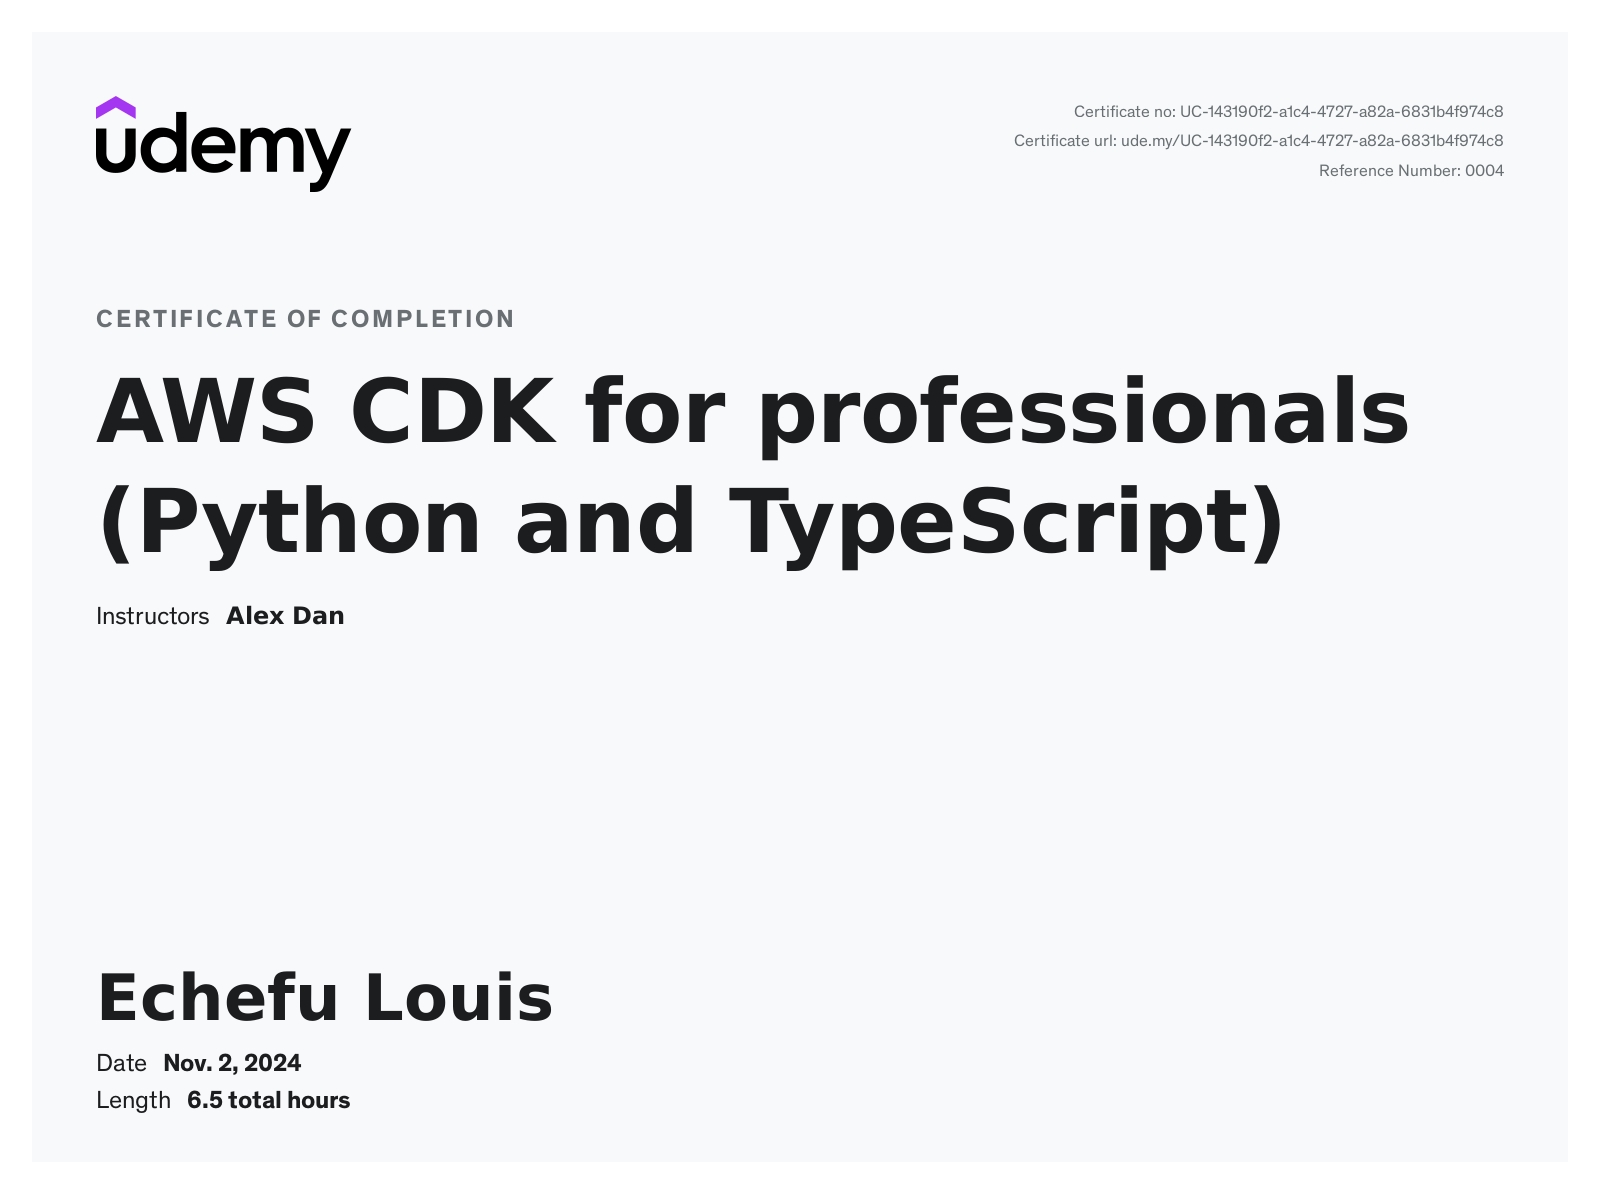 udemy
Certificate no: UC-143190f2-a1c4-4727-a82a-6831b4f974c8
Certificate url: ude.my/UC-143190f2-a1c4-4727-a82a-6831b4f974c8
Reference Number: 0004
CERTIFICATE OF COMPLETION
AWS CDK for professionals
(Python and TypeScript)
Instructors Alex Dan
Echefu Louis
Date Nov. 2, 2024
Length 6.5 total hours